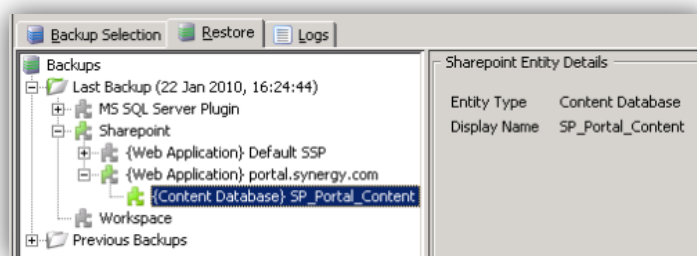 Backup Selection
Restore
Logs
Backups
Last Backup (22 Jan 2010, 16:24:44)
MS SQL Server Plugin
Sharepoint
{Web Application} Default SSP
{Web Application} portal.synergy.com
{Content Database} SP_Portal_Content
Workspace
Previous Backups
Sharepoint Entity Details
Entity Type Content Database
Display Name SP_Portal_Content